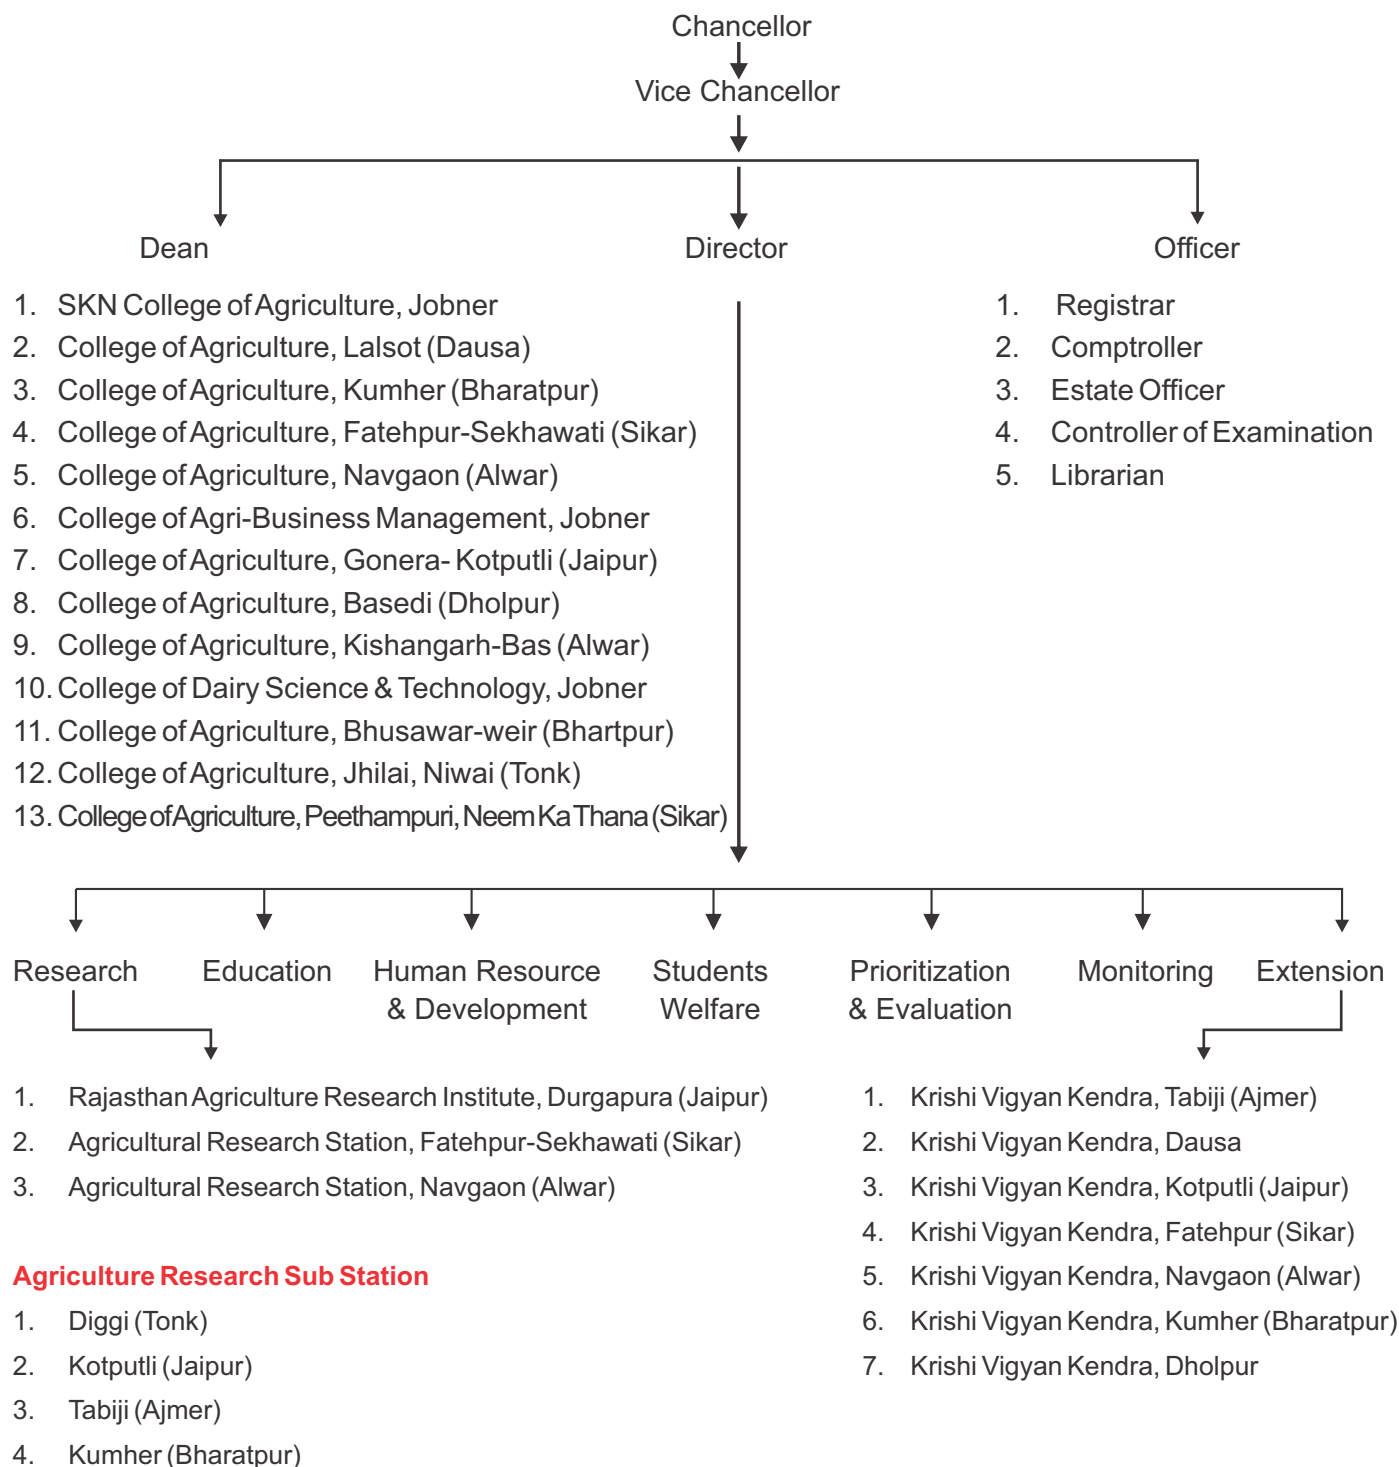 Chancellor
Vice Chancellor
Dean
Director
Officer
1. SKN College of Agriculture, Jobner
2. College of Agriculture, Lalsot (Dausa)
3. College of Agriculture, Kumher (Bharatpur)
4. College of Agriculture, Fatehpur-Sekhawati (Sikar)
5. College of Agriculture, Navgaon (Alwar)
6. College of Agri-Business Management, Jobner
7. College of Agriculture, Gonera- Kotputli (Jaipur)
8. College of Agriculture, Basedi (Dholpur)
9. College of Agriculture, Kishangarh-Bas (Alwar)
10. College of Dairy Science & Technology, Jobner
11. College of Agriculture, Bhusawar-weir (Bhartpur)
12. College of Agriculture, Jhilai, Niwai (Tonk)
13. College of Agriculture, Peethampuri, Neem Ka Thana (Sikar)
1. Registrar
2. Comptroller
3. Estate Officer
4. Controller of Examination
5. Librarian
Research
Education
Human Resource
& Development
Students
Welfare
Prioritization
& Evaluation
Monitoring
Extension
1. Rajasthan Agriculture Research Institute, Durgapura (Jaipur)
2. Agricultural Research Station, Fatehpur-Sekhawati (Sikar)
3. Agricultural Research Station, Navgaon (Alwar)
Agriculture Research Sub Station
1. Diggi (Tonk)
2. Kotputli (Jaipur)
3. Tabiji (Ajmer)
4. Kumher (Bharatpur)
1. Krishi Vigyan Kendra, Tabiji (Ajmer)
2. Krishi Vigyan Kendra, Dausa
3. Krishi Vigyan Kendra, Kotputli (Jaipur)
4. Krishi Vigyan Kendra, Fatehpur (Sikar)
5. Krishi Vigyan Kendra, Navgaon (Alwar)
6. Krishi Vigyan Kendra, Kumher (Bharatpur)
7. Krishi Vigyan Kendra, Dholpur